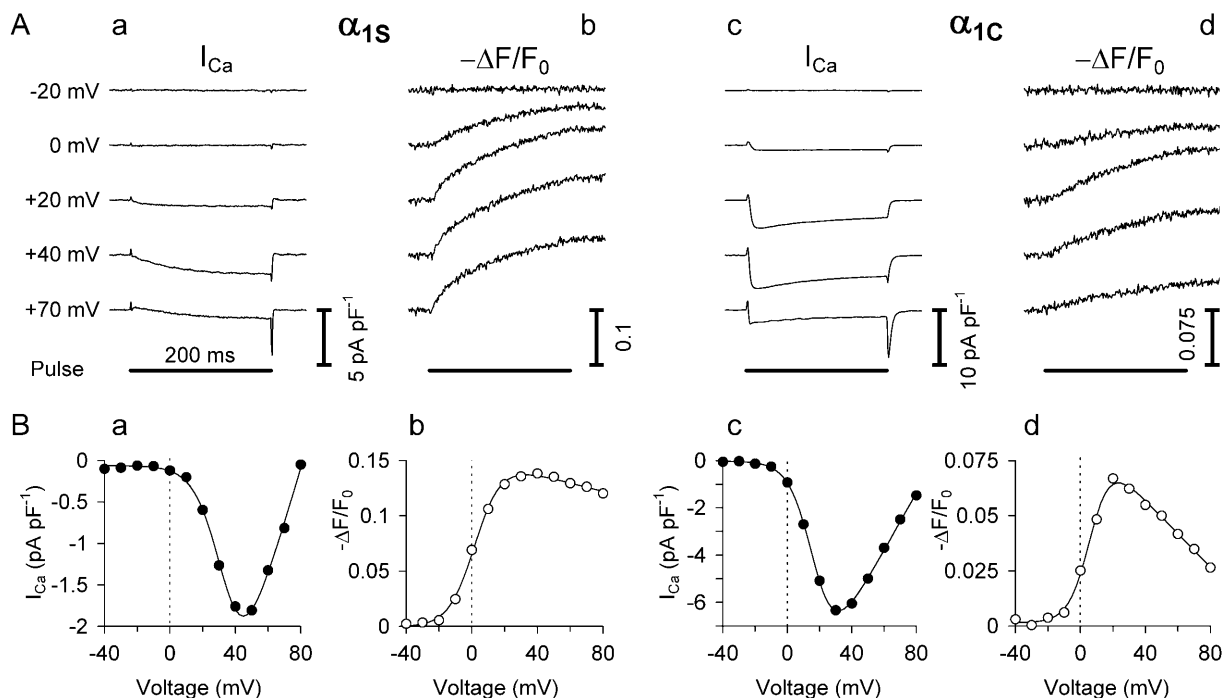 A a α1S b c α1C d
ICa −ΔF/F0 ICa −ΔF/F0
-20 mV
0 mV
+20 mV
+40 mV
+70 mV
Pulse 200 ms
5 pA pF-1
0.1
10 pA pF-1
0.075
B a b c d
0
-0.5
-1
-1.5
-2
ICa (pA pF-1)
-40 0 40 80
Voltage (mV)
0.15
0.1
0.05
0
-ΔF/F0
-40 0 40 80
Voltage (mV)
0
-2
-4
-6
ICa (pA pF-1)
-40 0 40 80
Voltage (mV)
0.075
0.05
0.025
0
-ΔF/F0
-40 0 40 80
Voltage (mV)